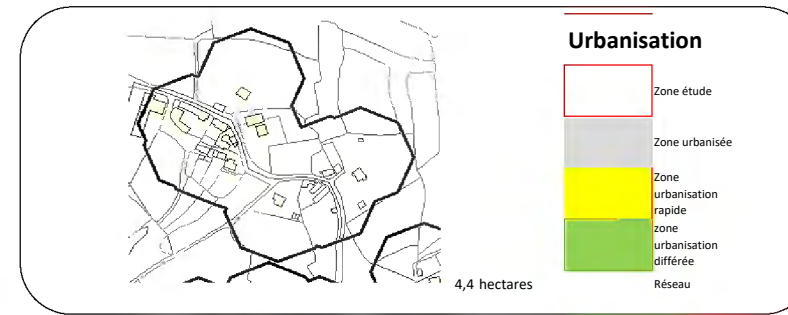 Urbanisation
Zone étude
Zone urbanisée
Zone
urbanisation
rapide
zone
urbanisation
différée
4,4 hectares
Réseau